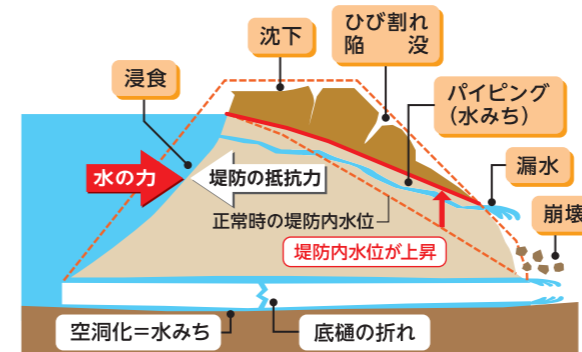 沈下
ひび割れ
陥没
浸食
パイピング
(水みち)
漏水
水の力
堤防の抵抗力
正常時の堤防内水位
崩壊
堤防内水位が上昇
空洞化＝水みち
底樋の折れ